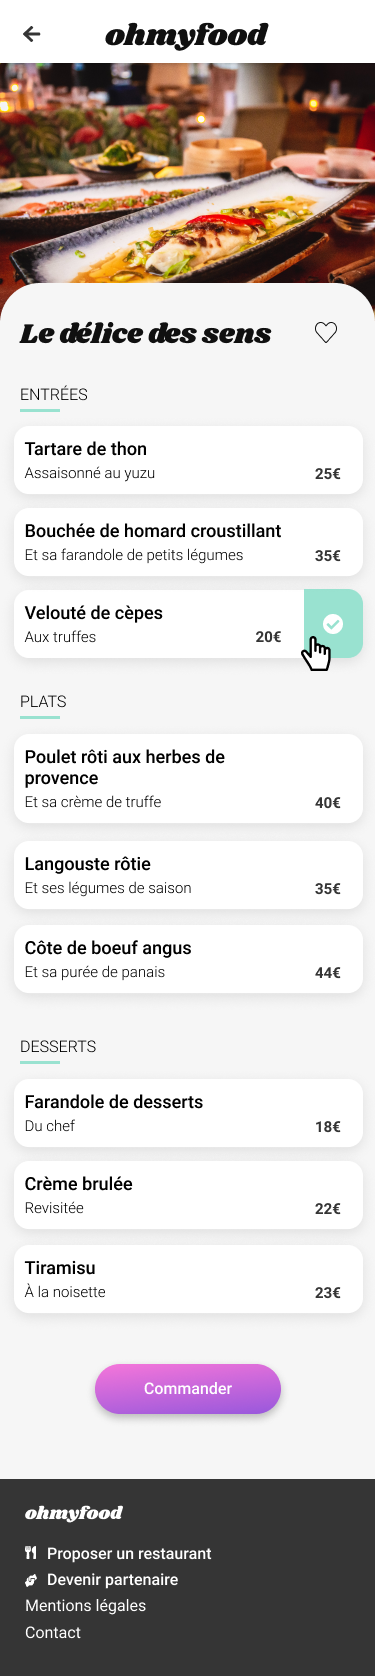 ohmyfood
Le délice des sens
ENTRÉES
Tartare de thon
Assaisonné au yuzu 25€
Bouchée de homard croustillant
Et sa farandole de petits légumes 35€
Velouté de cèpes
Aux truffes 20€
PLATS
Poulet rôti aux herbes de
provence
Et sa crème de truffe 40€
Langouste rôtie
Et ses légumes de saison 35€
Côte de boeuf angus
Et sa purée de panais 44€
DESSERTS
Farandole de desserts
Du chef 18€
Crème brulée
Revisitée 22€
Tiramisu
À la noisette 23€
Commander
ohmyfood
Proposer un restaurant
Devenir partenaire
Mentions légales
Contact